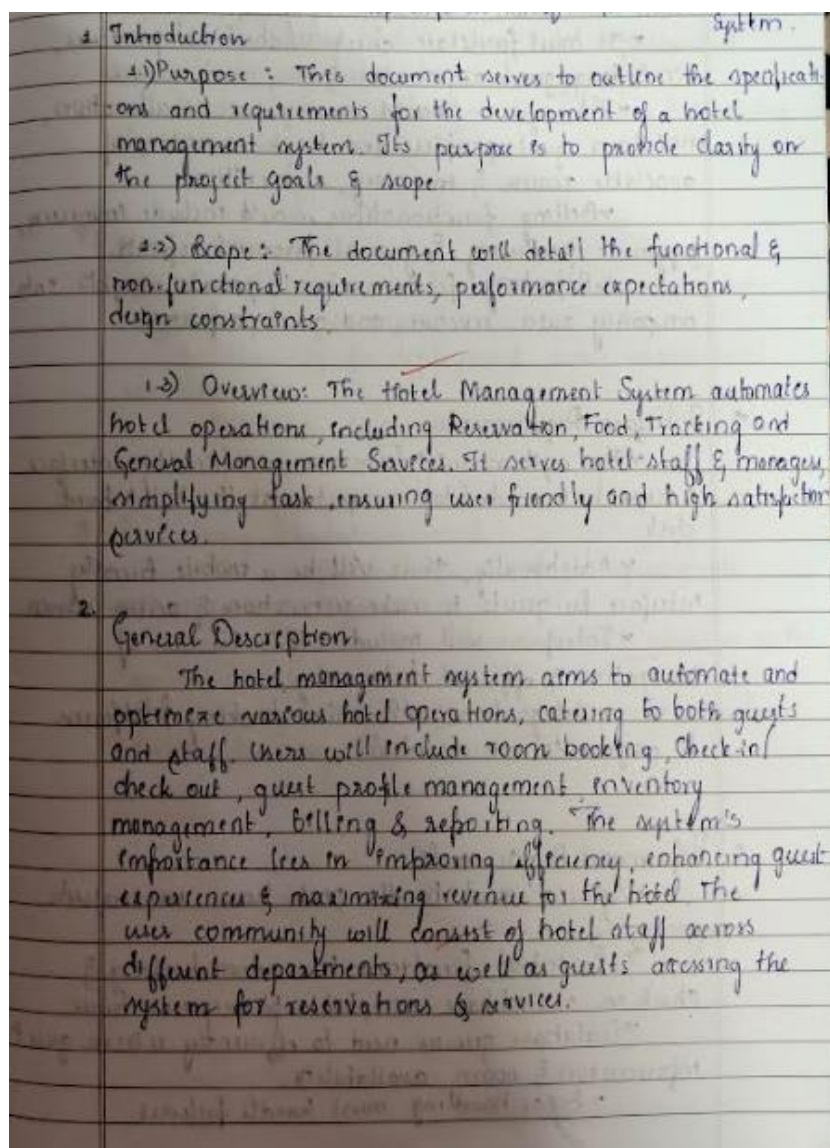 System.
1. Introduction
1.1) Purpose : This document serves to outline the specificati-
ons and requirements for the development of a hotel
management system. Its purpose is to provide clarity on
the project goals & scope
1.2) Scope : The document will detail the functional &
non-functional requirements, performance expectations,
design constraints
1.3) Overview: The Hotel Management System automates
hotel operations, including Reservation, Food, Tracking and
General Management Services. It serves hotel staff & managers,
simplifying task, ensuring user friendly and high satisfaction
services.
2.
General Description
The hotel management system aems to automate and
optimeze various hotel operations, catering to both guests
and staff. Users will include room booking, Check-in/
check out, guest profile management, inventory
management, billing & reporting. The system's
importance lees in improving efficiency, enhancing guest
experiences & maximizing revenue for the hotel. The
user community will consist of hotel staff accross
different departments, as well as guests accessing the
system for reservations & services.